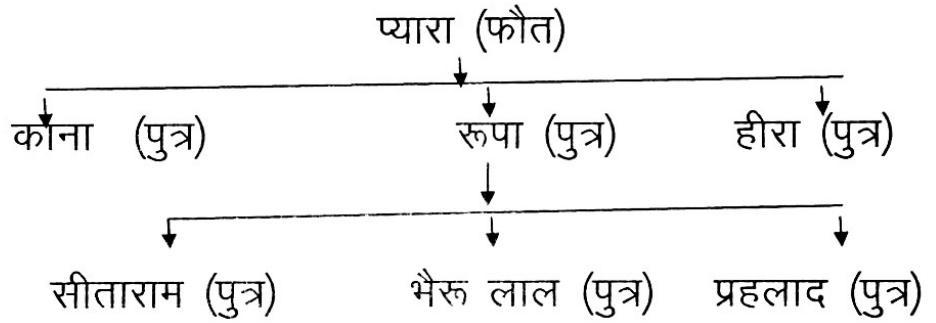 प्यारा (फौत)
काना (पुत्र) रूपा (पुत्र) हीरा (पुत्र)
सीताराम (पुत्र) भैरू लाल (पुत्र) प्रहलाद (पुत्र)